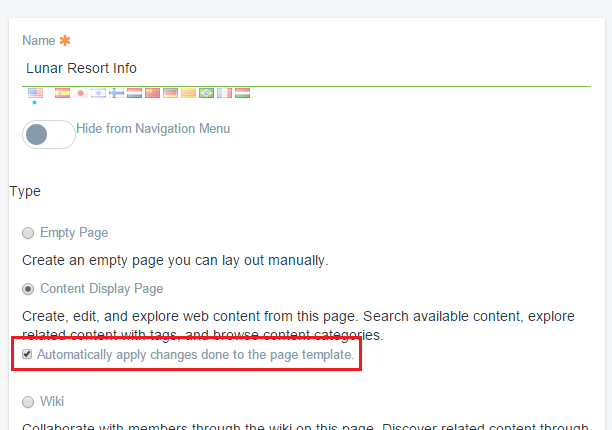 Name ✱
Lunar Resort Info
Hide from Navigation Menu
Type
Empty Page
Create an empty page you can lay out manually.
Content Display Page
Create, edit, and explore web content from this page. Search available content, explore
related content with tags, and browse content categories.
Automatically apply changes done to the page template.
Wiki
Collaborate with members through the wiki on this page. Discover related content through